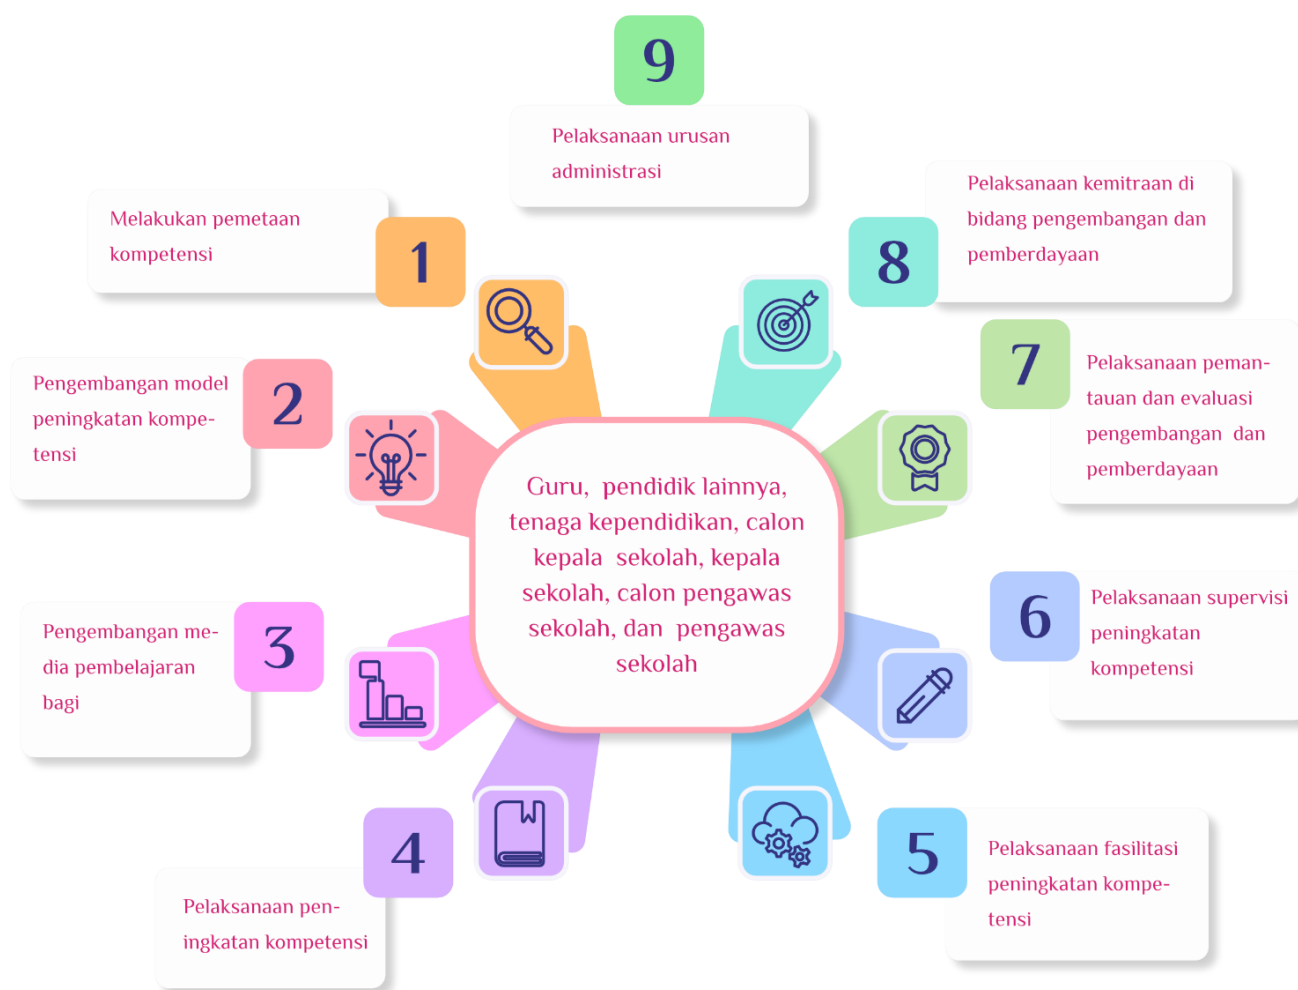 9
Pelaksanaan urusan
administrasi
1
Melakukan pemetaan
kompetensi
2
Pengembangan model
peningkatan kompe-
tensi
3
Pengembangan me-
dia pembelajaran
bagi
4
Pelaksanaan pen-
ingkatan kompetensi
5
Pelaksanaan fasilitasi
peningkatan kompe-
tensi
6
Pelaksanaan supervisi
peningkatan
kompetensi
7
Pelaksanaan peman-
tauan dan evaluasi
pengembangan dan
pemberdayaan
8
Pelaksanaan kemitraan di
bidang pengembangan dan
pemberdayaan
Guru, pendidik lainnya,
tenaga kependidikan, calon
kepala sekolah, kepala
sekolah, calon pengawas
sekolah, dan pengawas
sekolah